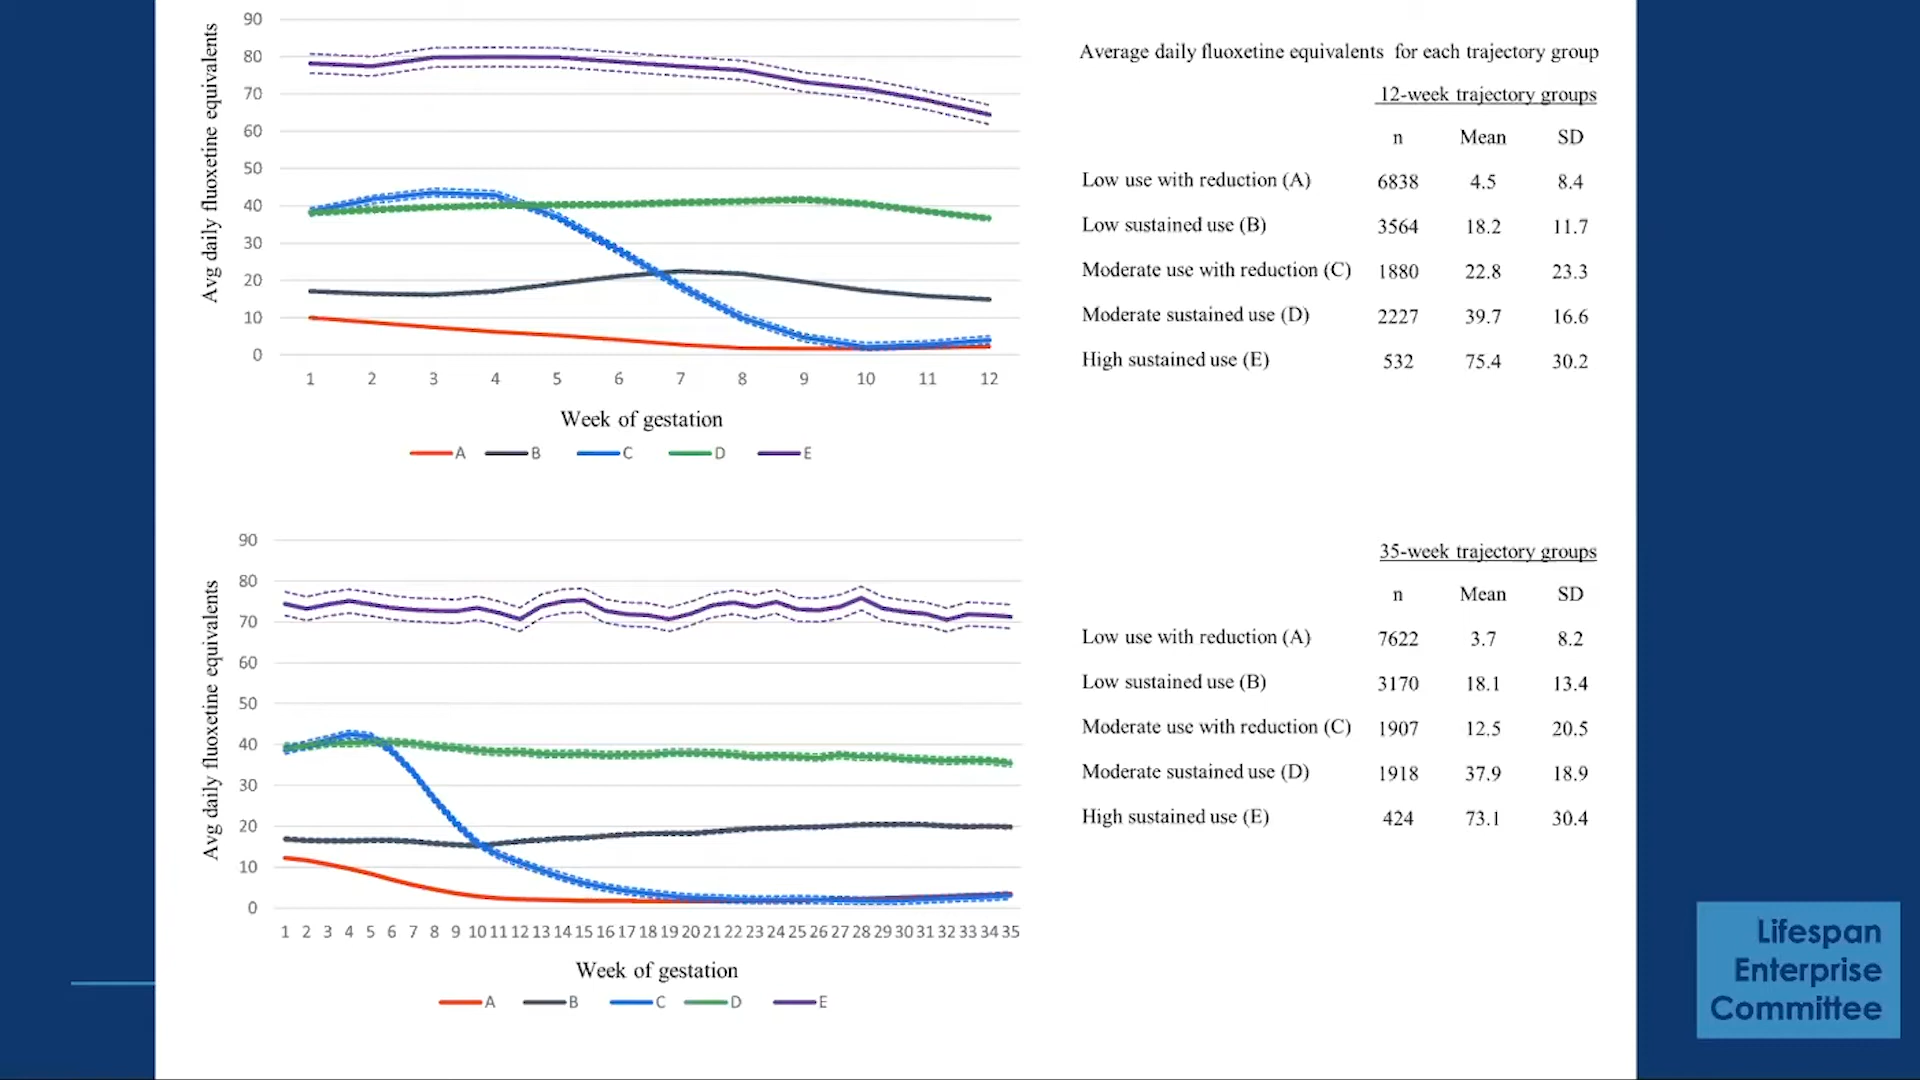 Avg daily fluoxetine equivalents
90
80
70
60
50
40
30
20
10
0
1 2 3 4 5 6 7 8 9 10 11 12
Week of gestation
A B C D E
Average daily fluoxetine equivalents for each trajectory group
12-week trajectory groups
n Mean SD
Low use with reduction (A) 6838 4.5 8.4
Low sustained use (B) 3564 18.2 11.7
Moderate use with reduction (C) 1880 22.8 23.3
Moderate sustained use (D) 2227 39.7 16.6
High sustained use (E) 532 75.4 30.2
Avg daily fluoxetine equivalents
90
80
70
60
50
40
30
20
10
0
1 2 3 4 5 6 7 8 9 10 11 12 13 14 15 16 17 18 19 20 21 22 23 24 25 26 27 28 29 30 31 32 33 34 35
Week of gestation
A B C D E
35-week trajectory groups
n Mean SD
Low use with reduction (A) 7622 3.7 8.2
Low sustained use (B) 3170 18.1 13.4
Moderate use with reduction (C) 1907 12.5 20.5
Moderate sustained use (D) 1918 37.9 18.9
High sustained use (E) 424 73.1 30.4
Lifespan
Enterprise
Committee